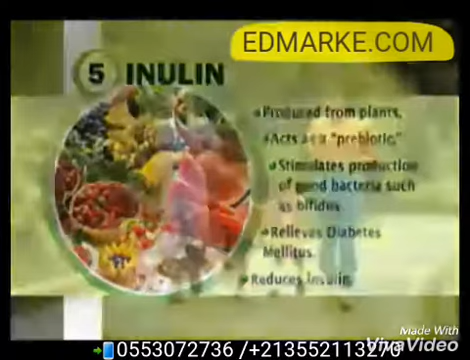 EDMARKE.COM
5 INULIN
Produced from plants.
Acts as a "prebiotic."
Stimulates production
of good bacteria such
as bifidus.
Relieves Diabetes
Mellitus.
Reduces insulin.
Made With
VivaVideo
0553072736 /+213552113270